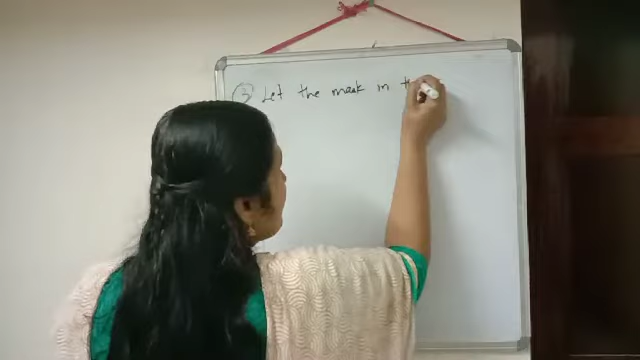 ③ Let the mark in t